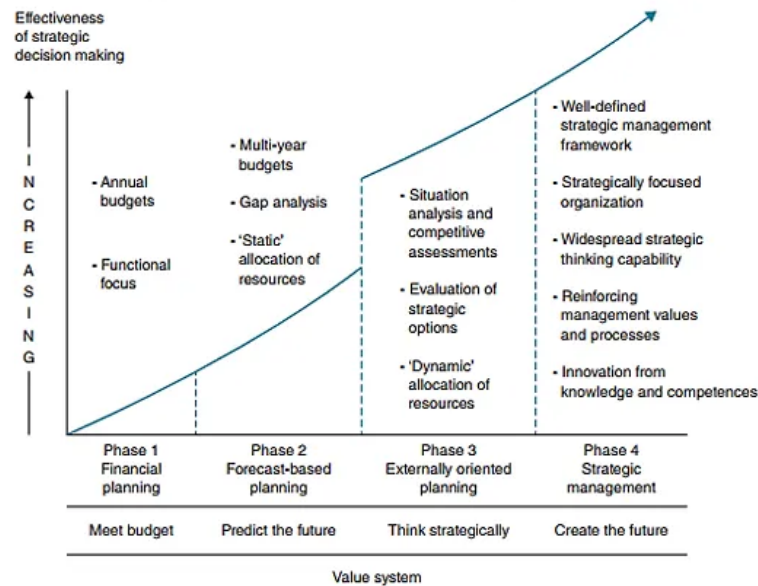 Effectiveness
of strategic
decision making
INCREASING
- Annual
budgets
- Functional
focus
- Multi-year
budgets
- Gap analysis
- 'Static'
allocation of
resources
- Situation
analysis and
competitive
assessments
- Evaluation of
strategic
options
- 'Dynamic'
allocation of
resources
- Well-defined
strategic management
framework
- Strategically focused
organization
- Widespread strategic
thinking capability
- Reinforcing
management values
and processes
- Innovation from
knowledge and competences
Phase 1
Financial
planning
Phase 2
Forecast-based
planning
Phase 3
Externally oriented
planning
Phase 4
Strategic
management
Meet budget
Predict the future
Think strategically
Create the future
Value system